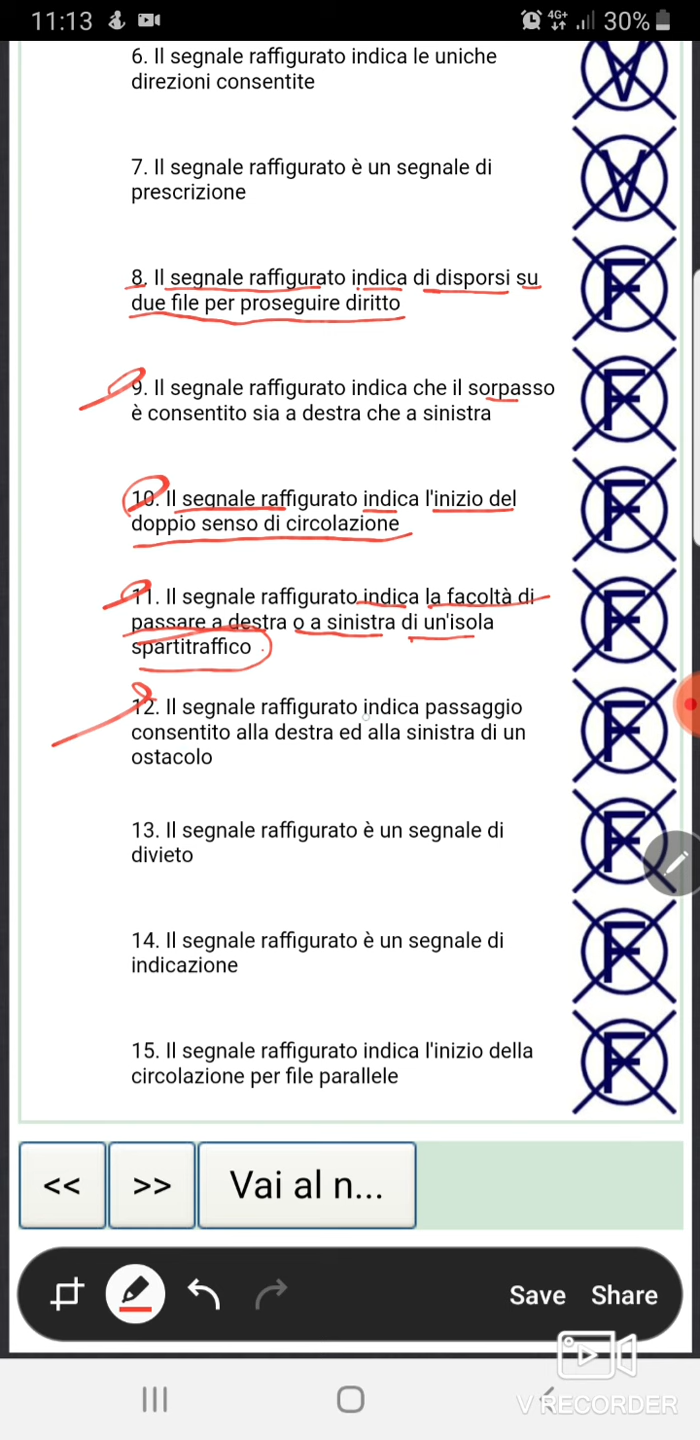 11:13
4G+
30%
6. Il segnale raffigurato indica le uniche
direzioni consentite
V
7. Il segnale raffigurato è un segnale di
prescrizione
V
8. Il segnale raffigurato indica di disporsi su
due file per proseguire diritto
F
9. Il segnale raffigurato indica che il sorpasso
è consentito sia a destra che a sinistra
F
10. Il segnale raffigurato indica l'inizio del
doppio senso di circolazione
F
11. Il segnale raffigurato indica la facoltà di
passare a destra o a sinistra di un'isola
spartitraffico
F
12. Il segnale raffigurato indica passaggio
consentito alla destra ed alla sinistra di un
ostacolo
F
13. Il segnale raffigurato è un segnale di
divieto
F
14. Il segnale raffigurato è un segnale di
indicazione
F
15. Il segnale raffigurato indica l'inizio della
circolazione per file parallele
F
<< >> Vai al n...
Save Share
V RECORDER